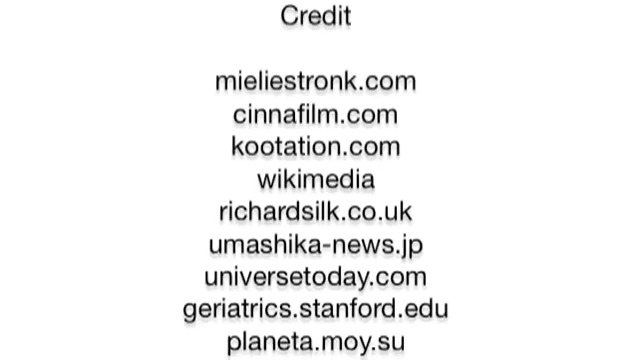 Credit
mieliestronk.com
cinnafilm.com
kootation.com
wikimedia
richardsilk.co.uk
umashika-news.jp
universetoday.com
geriatrics.stanford.edu
planeta.moy.su